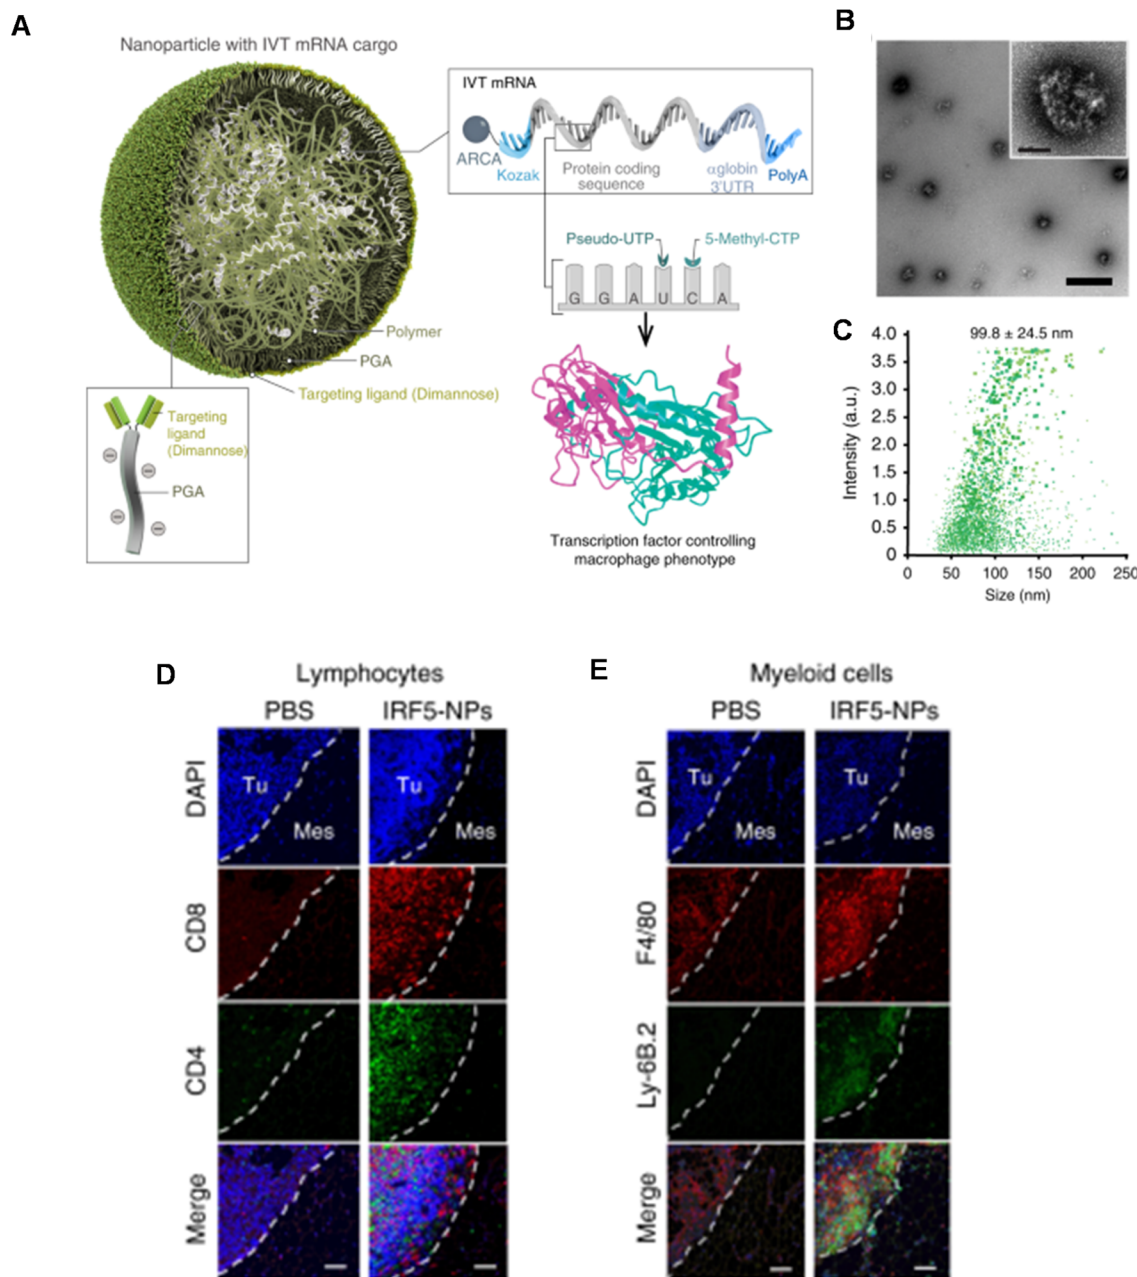 A
Nanoparticle with IVT mRNA cargo
IVT mRNA
ARCA
Kozak
Protein coding
sequence
αglobin
3'UTR
PolyA
Pseudo-UTP
5-Methyl-CTP
G G A U C A
Polymer
PGA
Targeting ligand (Dimannose)
Targeting
ligand
(Dimannose)
PGA
Transcription factor controlling
macrophage phenotype
B
C
99.8 ± 24.5 nm
Intensity (a.u.)
4.0
3.5
3.0
2.5
2.0
1.5
1.0
0.5
0
0 50 100 150 200 250
Size (nm)
D
Lymphocytes
PBS IRF5-NPs
DAPI
Tu
Mes
Tu
Mes
CD8
CD4
Merge
E
Myeloid cells
PBS IRF5-NPs
DAPI
Tu
Mes
Tu
Mes
F4/80
Ly-6B.2
Merge